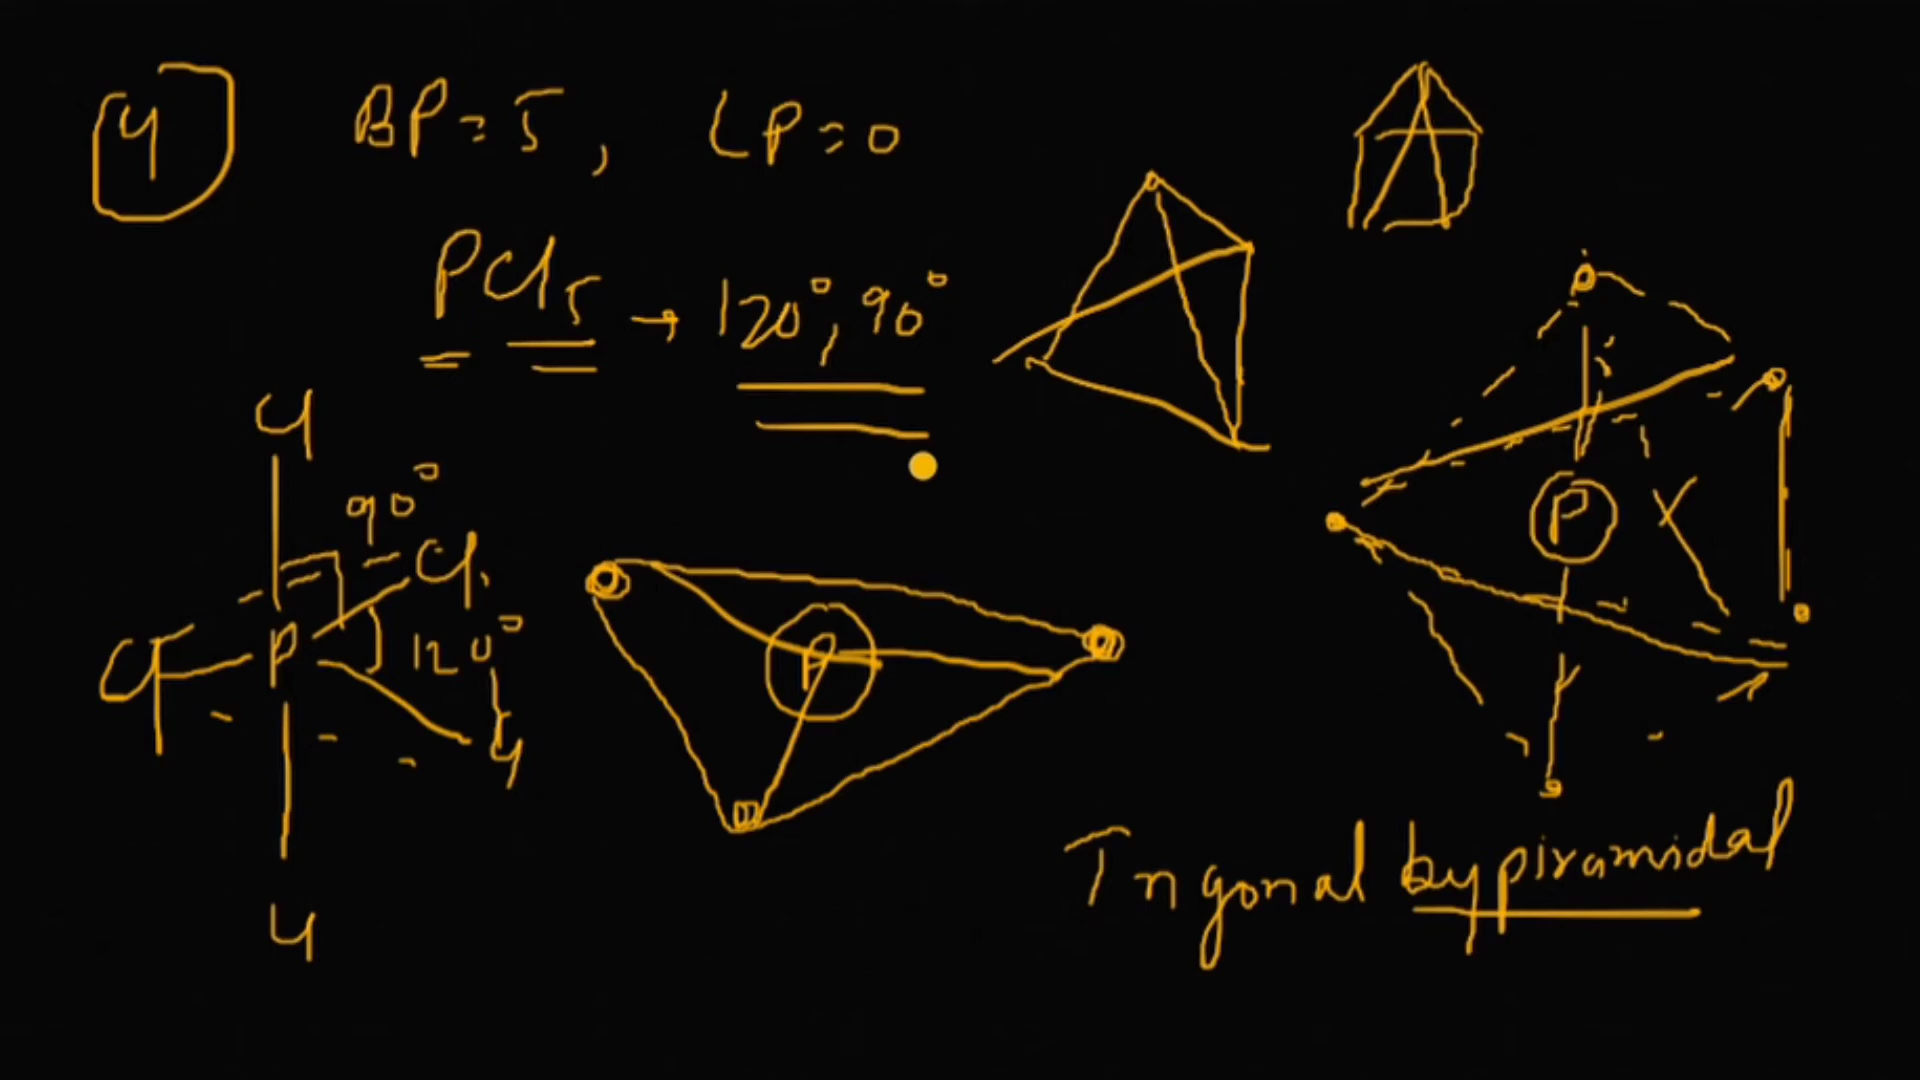 4 BP=5, LP=0
PCl5 → 120°, 90°
Cl
90°
Cl
Cl P 120°
Cl
Cl
P
P
Trigonal bypiramidal